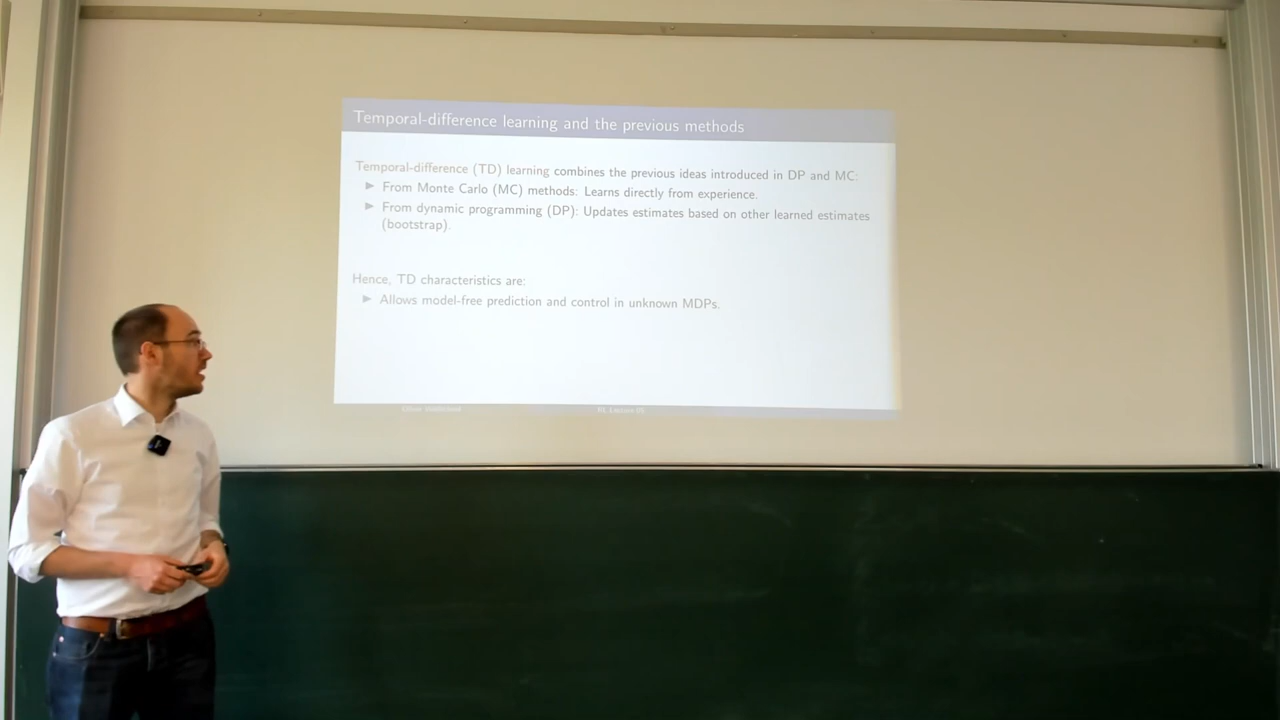 Temporal-difference learning and the previous methods
Temporal-difference (TD) learning combines the previous ideas introduced in DP and MC:
▶ From Monte Carlo (MC) methods: Learns directly from experience.
▶ From dynamic programming (DP): Updates estimates based on other learned estimates
(bootstrap).
Hence, TD characteristics are:
▶ Allows model-free prediction and control in unknown MDPs.